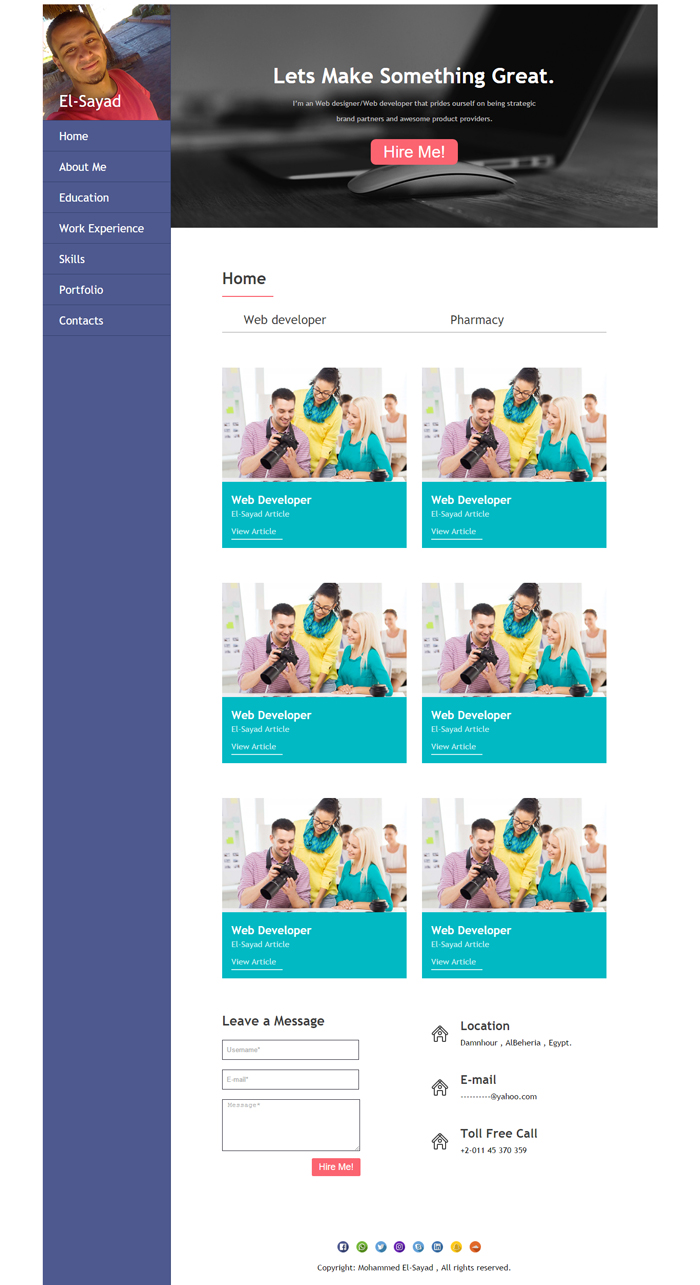 El-Sayad
Home
About Me
Education
Work Experience
Skills
Portfolio
Contacts
Lets Make Something Great.
I'm an Web designer/Web developer that prides ourself on being strategic
brand partners and awesome product providers.
Hire Me!
Home
Web developer
Pharmacy
Web Developer
El-Sayad Article
View Article
Web Developer
El-Sayad Article
View Article
Web Developer
El-Sayad Article
View Article
Web Developer
El-Sayad Article
View Article
Web Developer
El-Sayad Article
View Article
Web Developer
El-Sayad Article
View Article
Leave a Message
Username*
E-mail*
Message*
Hire Me!
Location
Damnhour , AlBeheria , Egypt.
E-mail
----------@yahoo.com
Toll Free Call
+2-011 45 370 359
Copyright: Mohammed El-Sayad , All rights reserved.